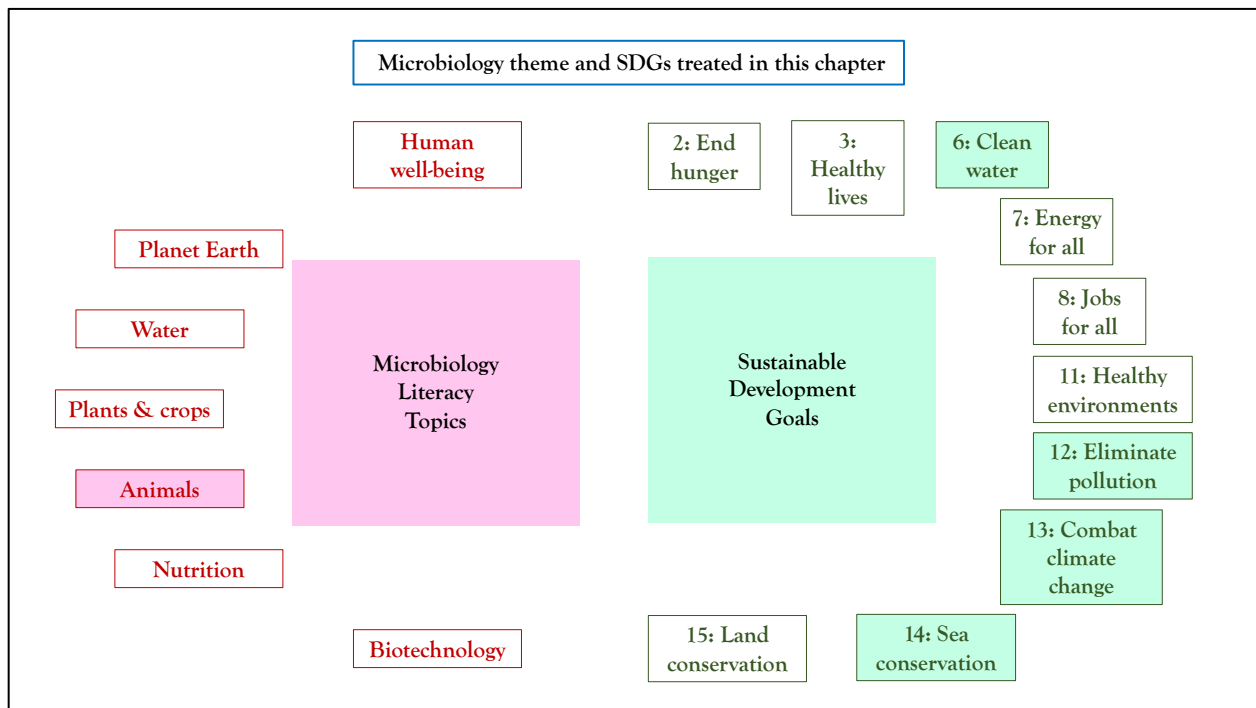 Microbiology theme and SDGs treated in this chapter
Human
well-being
2: End
hunger
3:
Healthy
lives
6: Clean
water
Planet Earth
7: Energy
for all
Water
8: Jobs
for all
Microbiology
Literacy
Topics
Sustainable
Development
Goals
Plants & crops
11: Healthy
environments
Animals
12: Eliminate
pollution
Nutrition
13: Combat
climate
change
Biotechnology
15: Land
conservation
14: Sea
conservation